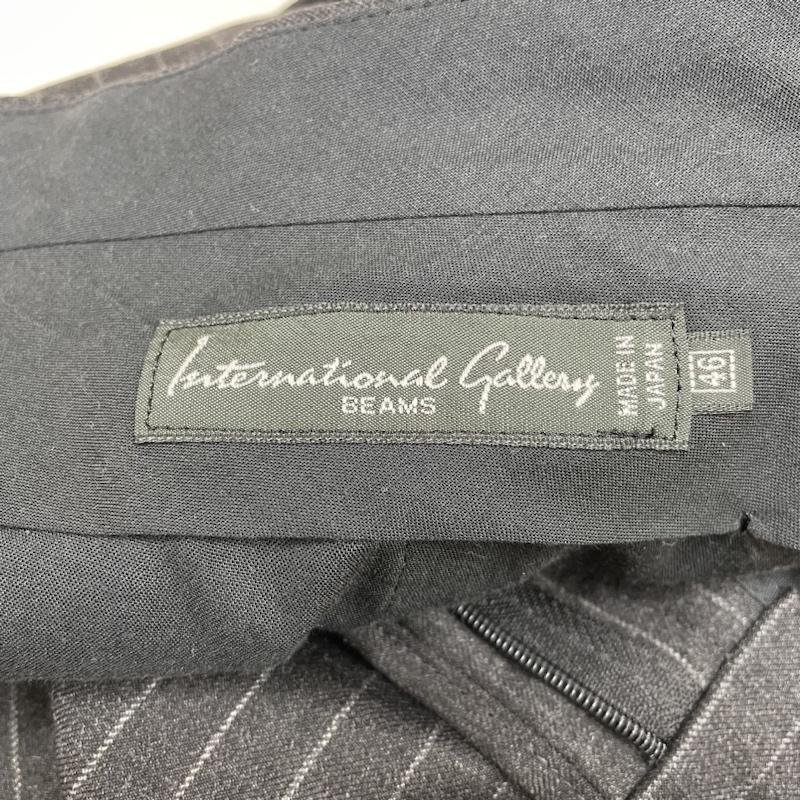 International Gallery
BEAMS
MADE IN
JAPAN
46